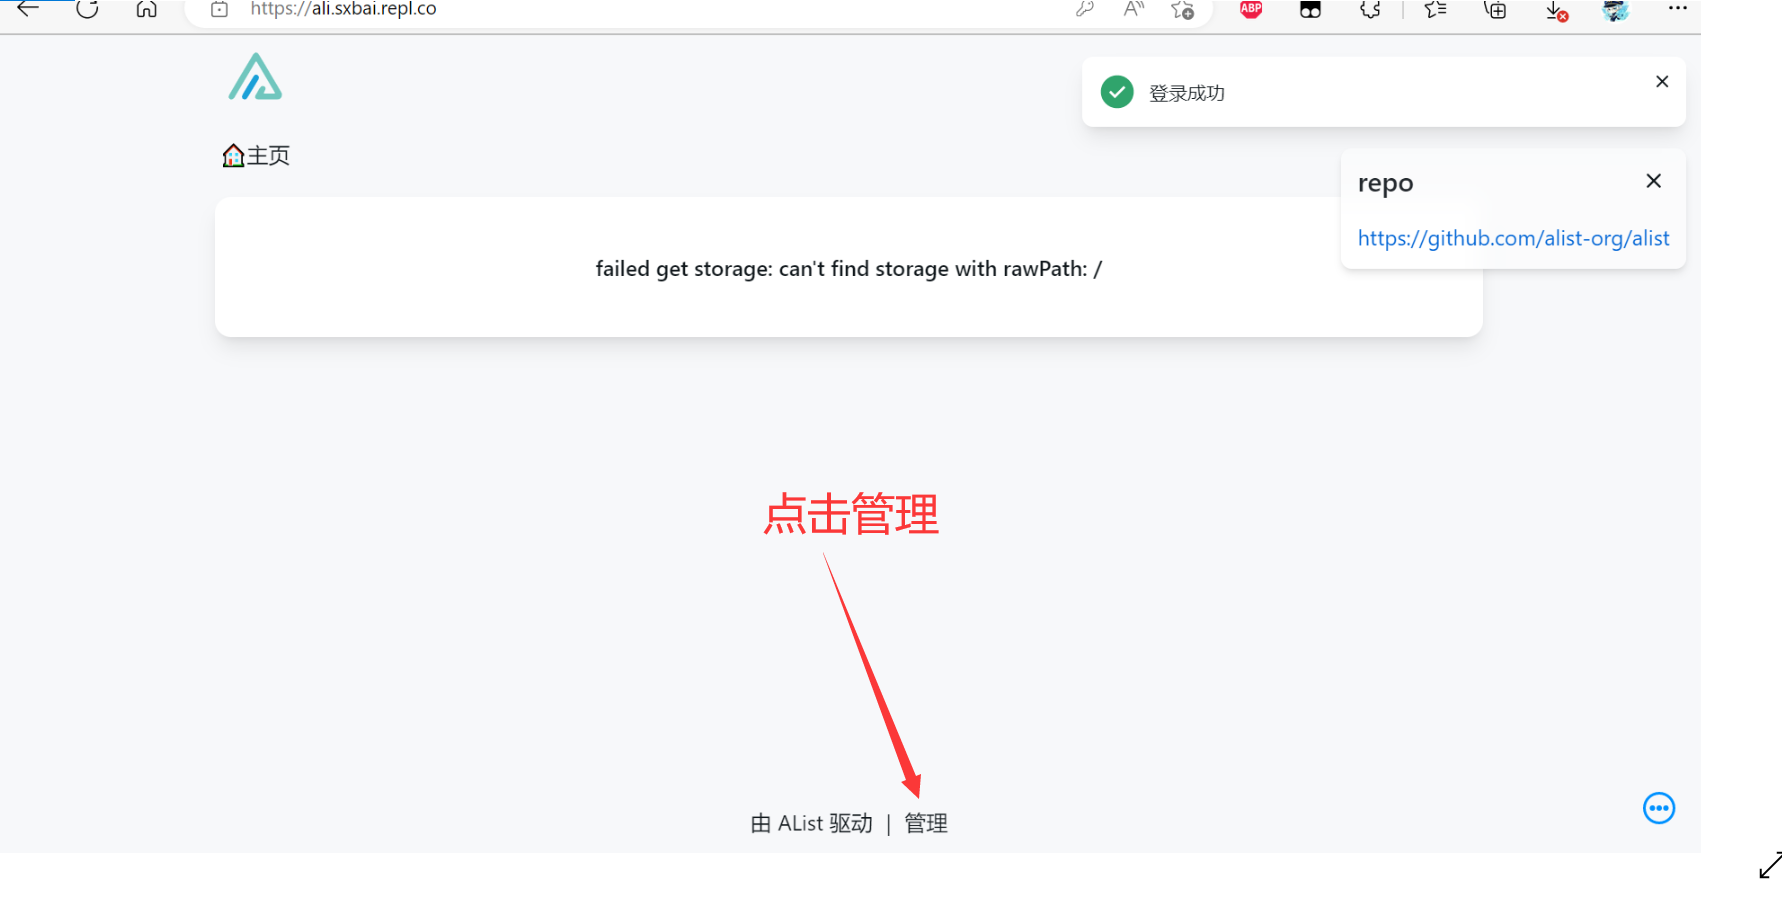 https://ali.sxbai.repl.co
ABP
登录成功
主页
repo
https://github.com/alist-org/alist
failed get storage: can't find storage with rawPath: /
点击管理
由 AList 驱动 | 管理